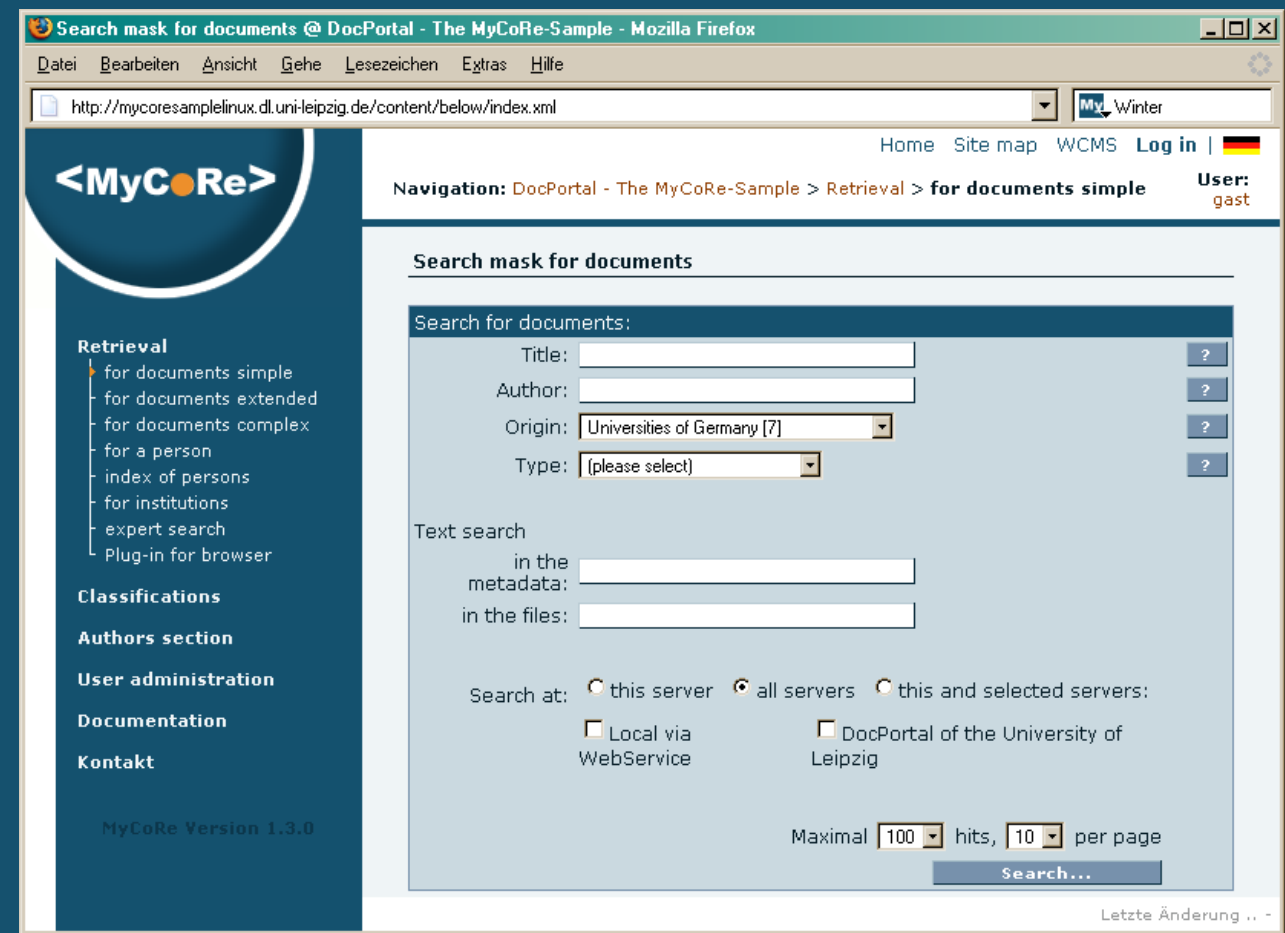 Search mask for documents @ DocPortal - The MyCoRe-Sample - Mozilla Firefox
Datei Bearbeiten Ansicht Gehe Lesezeichen Extras Hilfe
http://mycoresamplelinux.dl.uni-leipzig.de/content/below/index.xml My Winter
<MyCoRe>
Home Site map WCMS Log in |
Navigation: DocPortal - The MyCoRe-Sample > Retrieval > for documents simple
User:
gast
Retrieval
for documents simple
for documents extended
for documents complex
for a person
index of persons
for institutions
expert search
Plug-in for browser
Classifications
Authors section
User administration
Documentation
Kontakt
MyCoRe Version 1.3.0
Search mask for documents
Search for documents:
Title: ?
Author: ?
Origin: Universities of Germany [7] ?
Type: (please select) ?
Text search
in the
metadata:
in the files:
Search at: this server all servers this and selected servers:
Local via
WebService
DocPortal of the University of
Leipzig
Maximal 100 hits, 10 per page
Search...
Letzte Änderung .. -